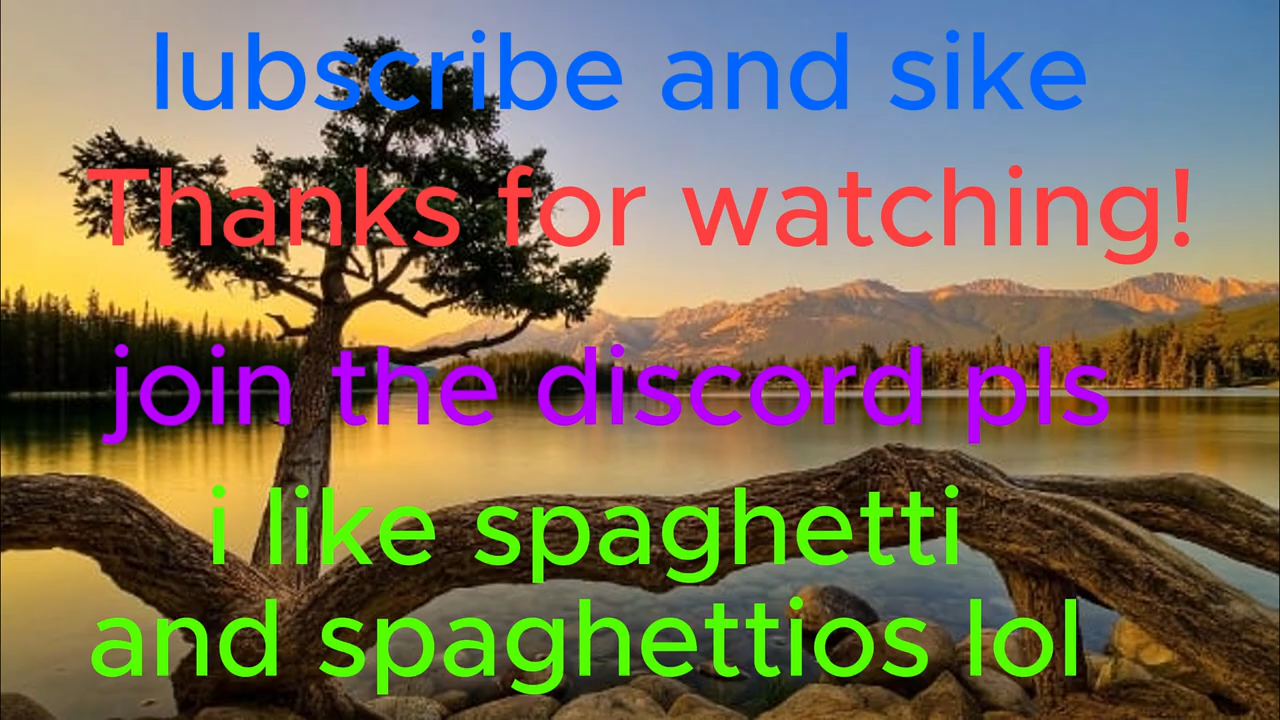 lubscribe and sike
Thanks for watching!
join the discord pls
i like spaghetti
and spaghettios lol